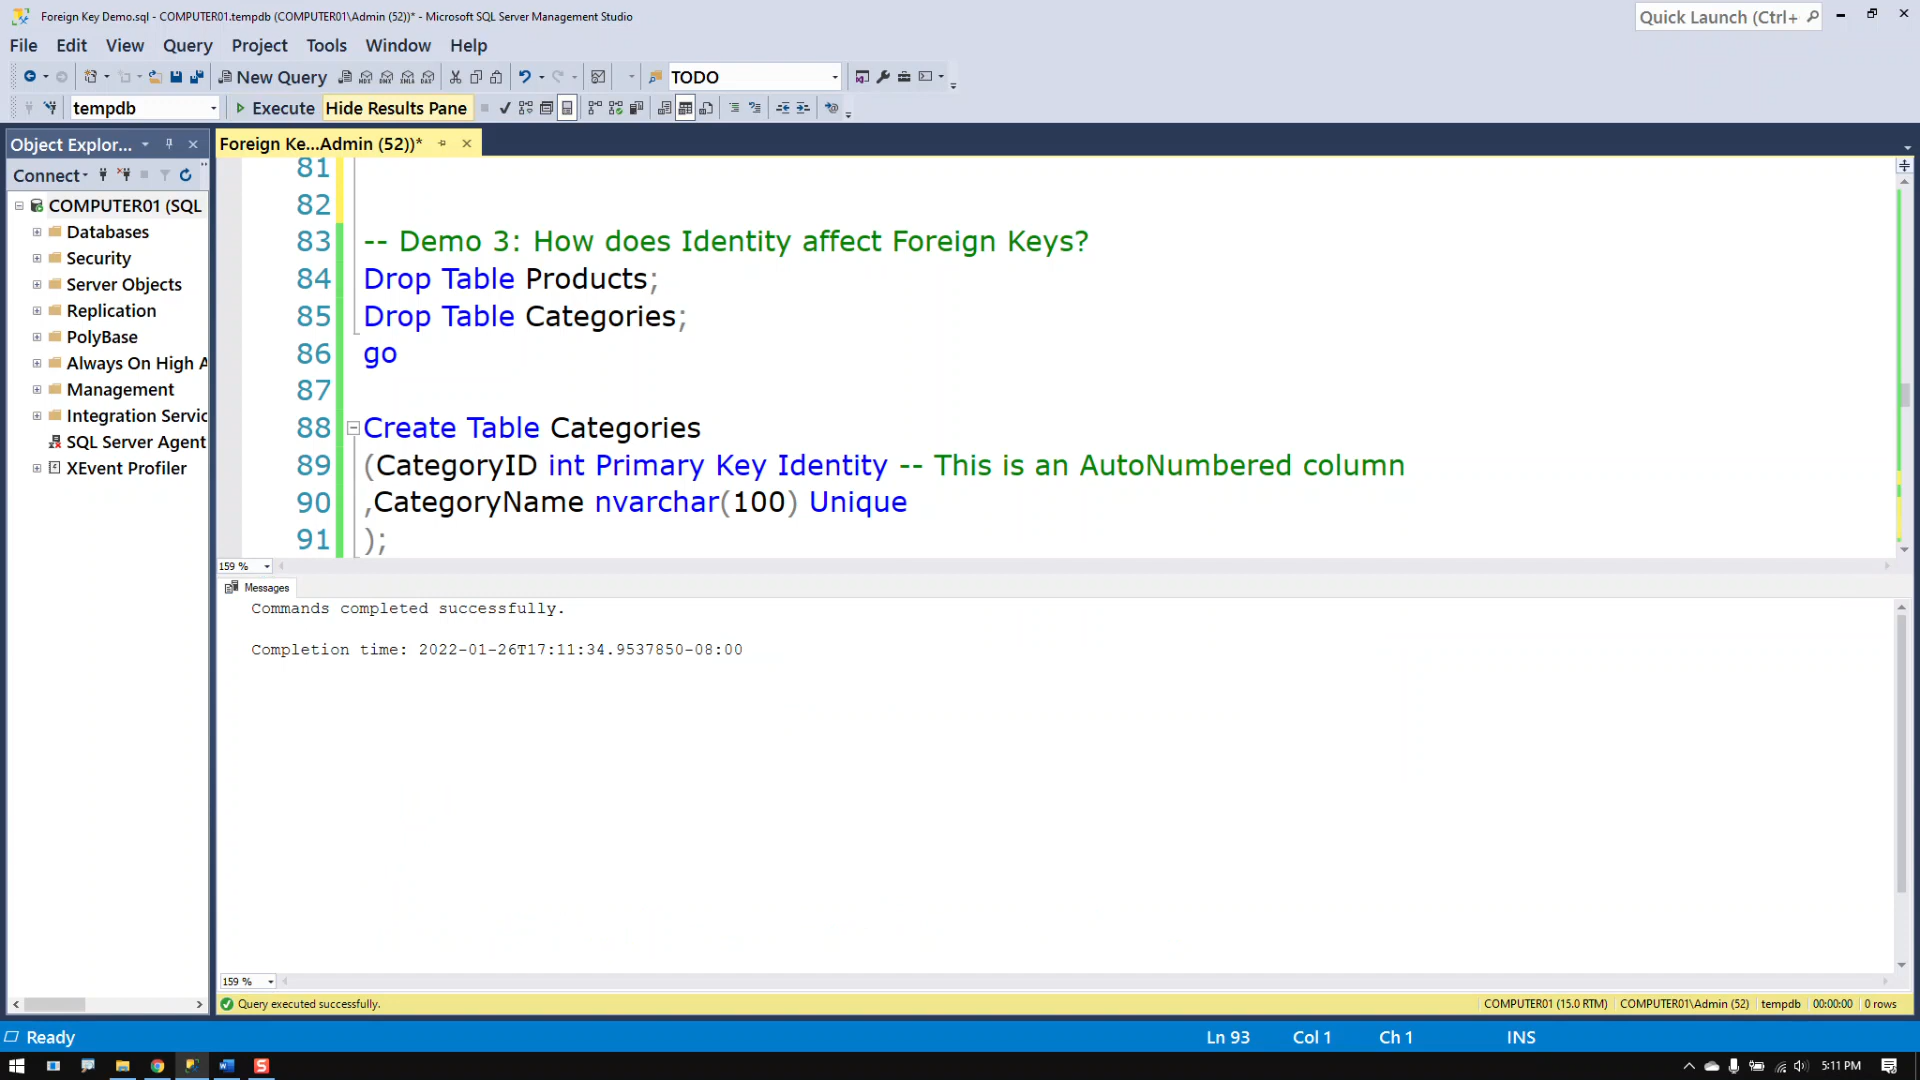 Foreign Key Demo.sql - COMPUTER01.tempdb (COMPUTER01\Admin (52))* - Microsoft SQL Server Management Studio
Quick Launch (Ctrl+
File Edit View Query Project Tools Window Help
New Query TODO
tempdb Execute Hide Results Pane
Object Explor...
Foreign Ke...Admin (52))*
Connect
COMPUTER01 (SQL
Databases
Security
Server Objects
Replication
PolyBase
Always On High A
Management
Integration Servic
SQL Server Agent
XEvent Profiler
81
82
83 -- Demo 3: How does Identity affect Foreign Keys?
84 Drop Table Products;
85 Drop Table Categories;
86 go
87
88 Create Table Categories
89 (CategoryID int Primary Key Identity -- This is an AutoNumbered column
90 ,CategoryName nvarchar(100) Unique
91 );
159 %
Messages
Commands completed successfully.
Completion time: 2022-01-26T17:11:34.9537850-08:00
159 %
Query executed successfully. COMPUTER01 (15.0 RTM) COMPUTER01\Admin (52) tempdb 00:00:00 0 rows
Ready Ln 93 Col 1 Ch 1 INS
5:11 PM